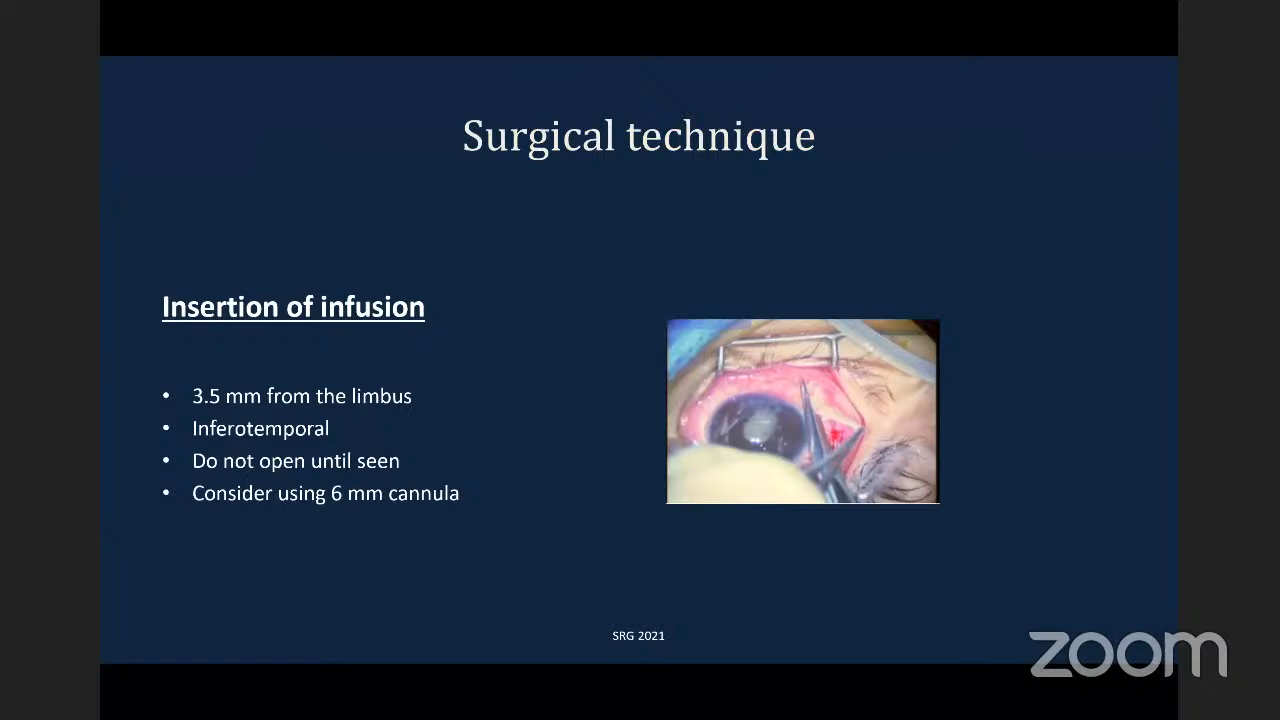 Surgical technique
Insertion of infusion
• 3.5 mm from the limbus
• Inferotemporal
• Do not open until seen
• Consider using 6 mm cannula
SRG 2021
zoom